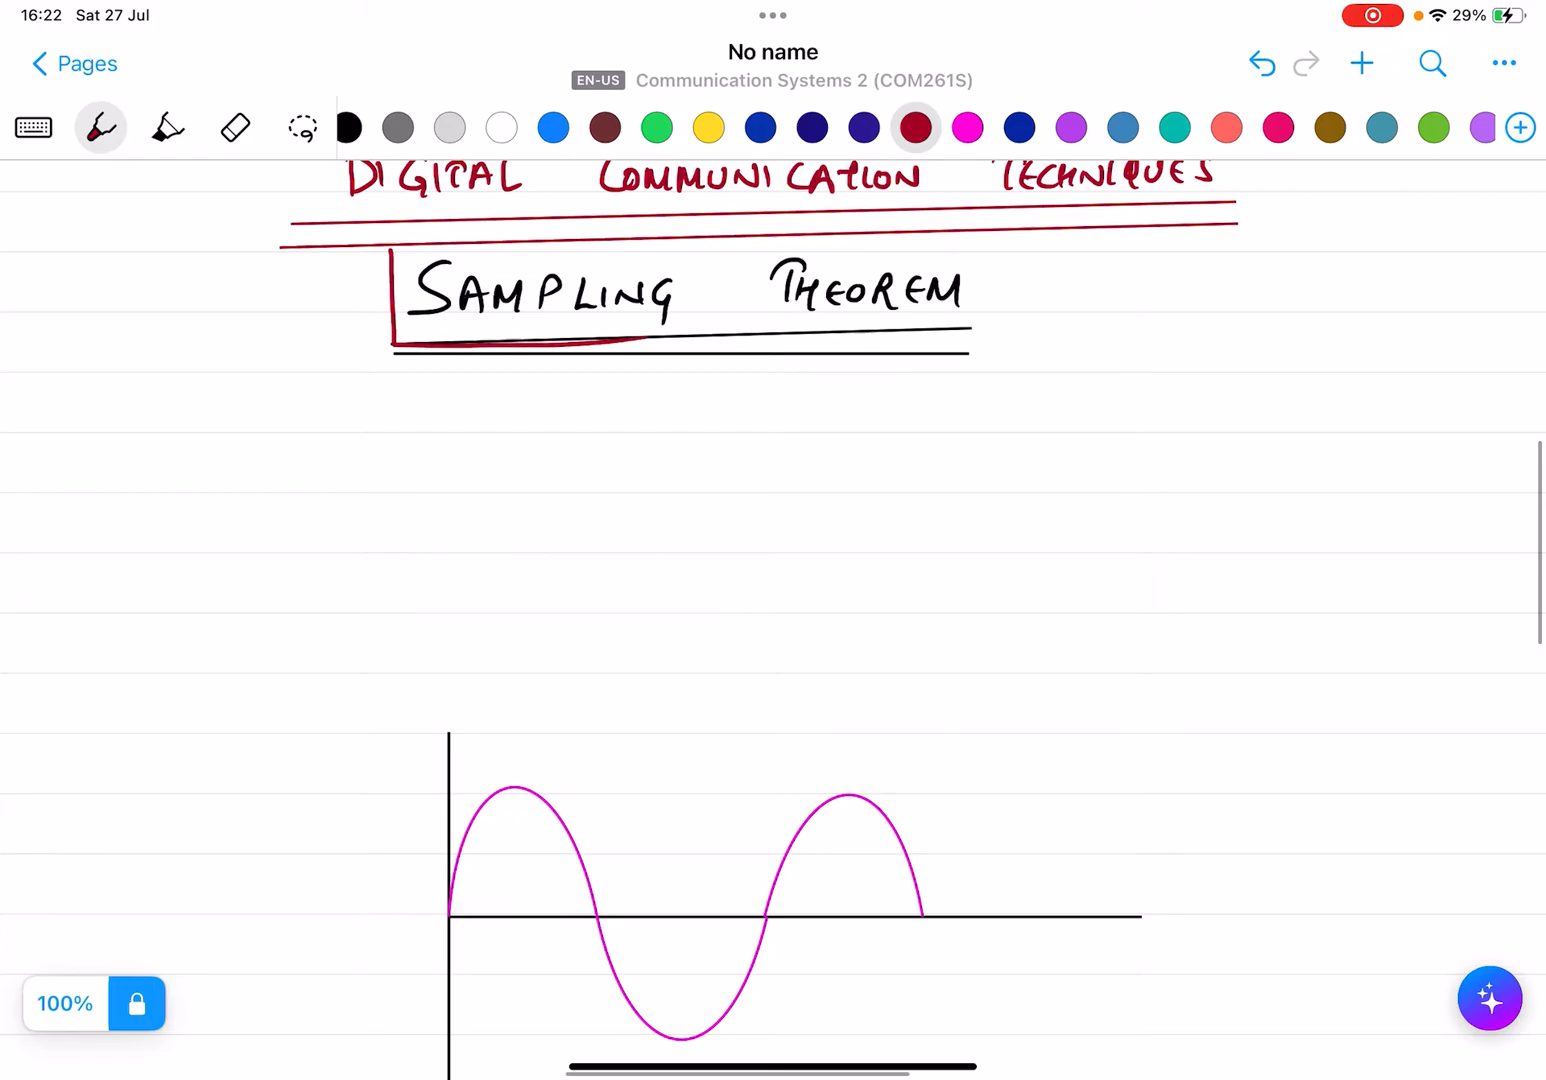 16:22 Sat 27 Jul
29%
Pages
No name
EN-US Communication Systems 2 (COM261S)
DIGITAL COMMUNICATION TECHNIQUES
SAMPLING THEOREM
100%